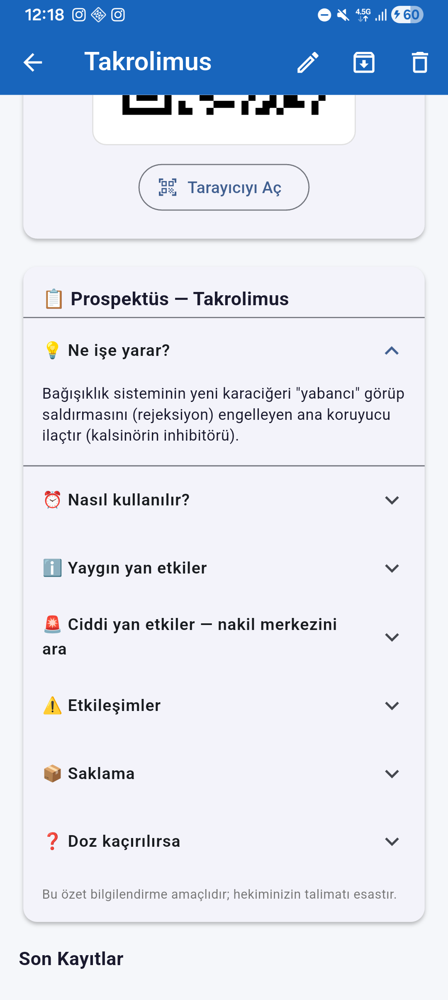 12:18
4.5G
60
Takrolimus
Tarayıcıyı Aç
Prospektüs — Takrolimus
Ne işe yarar?
Bağışıklık sisteminin yeni karaciğeri "yabancı" görüp
saldırmasını (rejeksiyon) engelleyen ana koruyucu
ilaçtır (kalsinörin inhibitörü).
Nasıl kullanılır?
Yaygın yan etkiler
Ciddi yan etkiler — nakil merkezini
ara
Etkileşimler
Saklama
Doz kaçırılırsa
Bu özet bilgilendirme amaçlıdır; hekiminizin talimatı esastır.
Son Kayıtlar